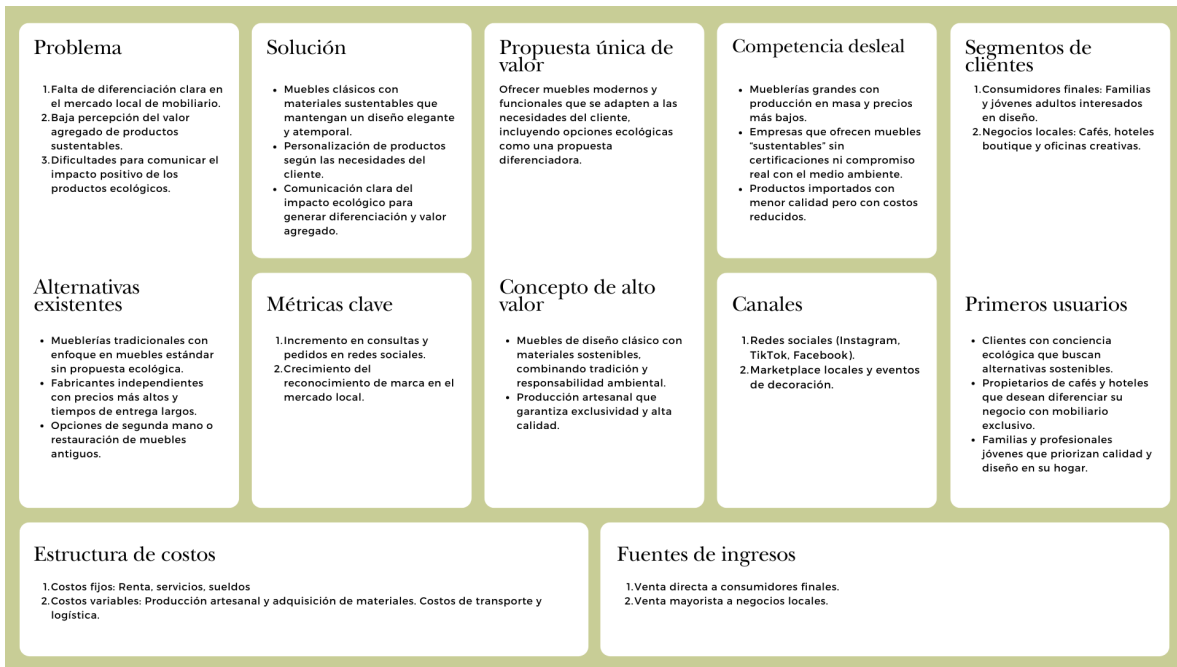 Problema
1. Falta de diferenciación clara en
el mercado local de mobiliario.
2. Baja percepción del valor
agregado de productos
sustentables.
3. Dificultades para comunicar el
impacto positivo de los
productos ecológicos.
Alternativas
existentes
• Mueblerías tradicionales con
enfoque en muebles estándar
sin propuesta ecológica.
• Fabricantes independientes
con precios más altos y
tiempos de entrega largos.
• Opciones de segunda mano o
restauración de muebles
antiguos.
Solución
• Muebles clásicos con
materiales sustentables que
mantengan un diseño elegante
y atemporal.
• Personalización de productos
según las necesidades del
cliente.
• Comunicación clara del
impacto ecológico para
generar diferenciación y valor
agregado.
Métricas clave
1. Incremento en consultas y
pedidos en redes sociales.
2. Crecimiento del
reconocimiento de marca en el
mercado local.
Propuesta única de
valor
Ofrecer muebles modernos y
funcionales que se adapten a las
necesidades del cliente,
incluyendo opciones ecológicas
como una propuesta
diferenciadora.
Concepto de alto
valor
• Muebles de diseño clásico con
materiales sostenibles,
combinando tradición y
responsabilidad ambiental.
• Producción artesanal que
garantiza exclusividad y alta
calidad.
Competencia desleal
• Mueblerías grandes con
producción en masa y precios
más bajos.
• Empresas que ofrecen muebles
“sustentables” sin
certificaciones ni compromiso
real con el medio ambiente.
• Productos importados con
menor calidad pero con costos
reducidos.
Canales
1. Redes sociales (Instagram,
TikTok, Facebook).
2. Marketplace locales y eventos
de decoración.
Segmentos de
clientes
1. Consumidores finales: Familias
y jóvenes adultos interesados
en diseño.
2. Negocios locales: Cafés, hoteles
boutique y oficinas creativas.
Primeros usuarios
• Clientes con conciencia
ecológica que buscan
alternativas sostenibles.
• Propietarios de cafés y hoteles
que desean diferenciar su
negocio con mobiliario
exclusivo.
• Familias y profesionales
jóvenes que priorizan calidad y
diseño en su hogar.
Estructura de costos
1. Costos fijos: Renta, servicios, sueldos
2. Costos variables: Producción artesanal y adquisición de materiales. Costos de transporte y
logística.
Fuentes de ingresos
1. Venta directa a consumidores finales.
2. Venta mayorista a negocios locales.